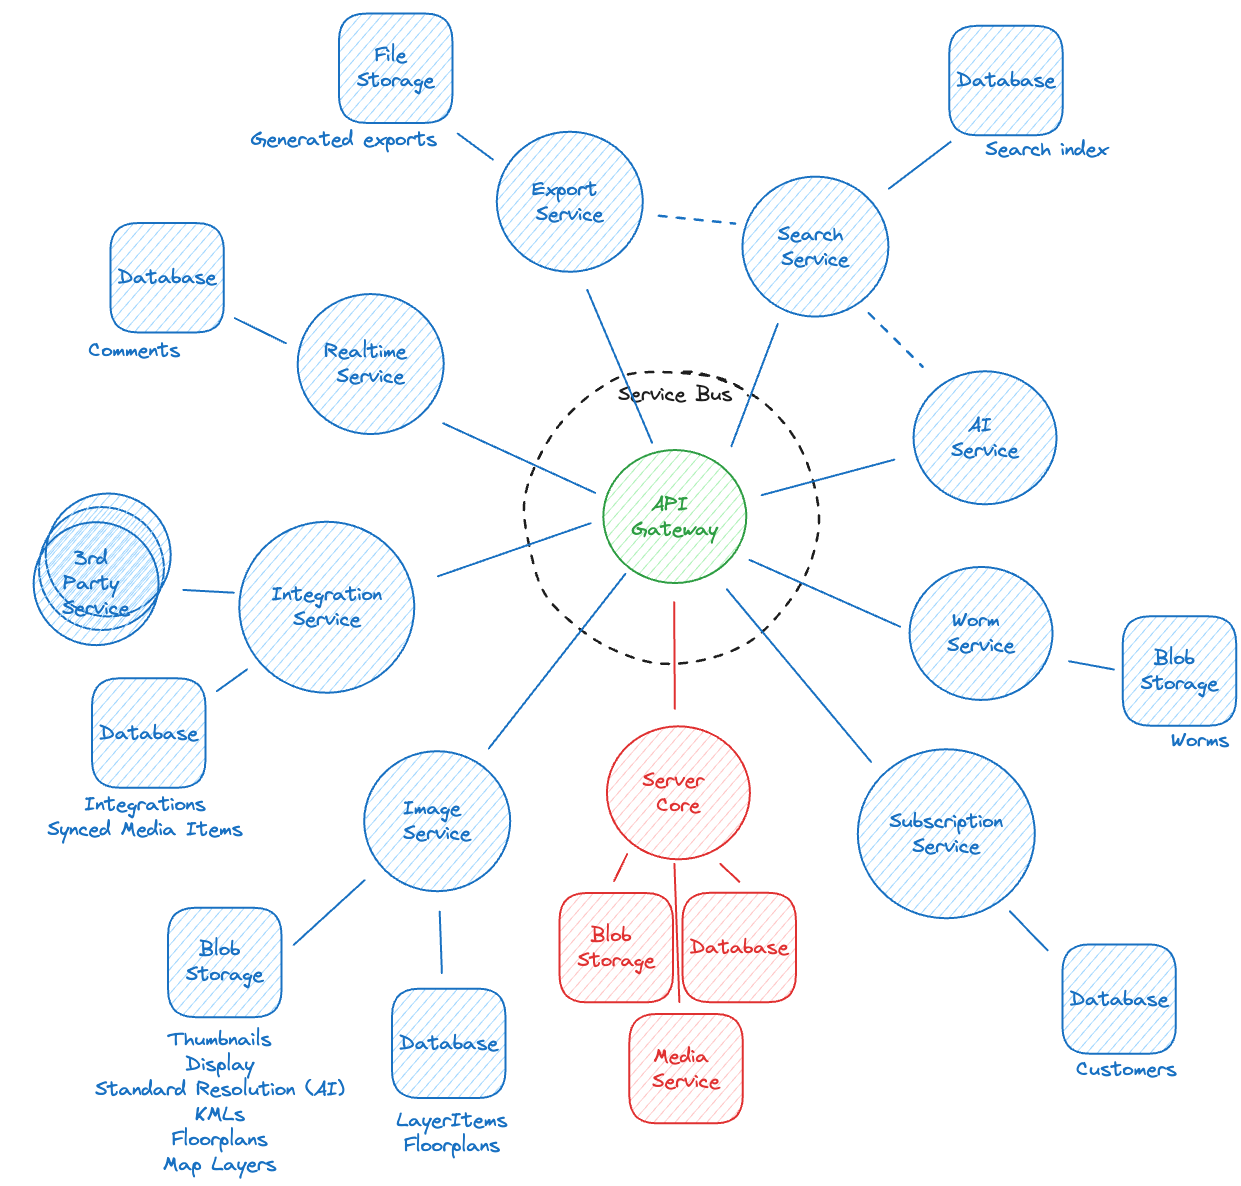 File
Storage
Generated exports
Database
Search index
Export
Service
Search
Service
Database
Comments
Realtime
Service
Service Bus
AI
Service
API
Gateway
3rd
Party
Service
Integration
Service
Database
Integrations
Synced Media Items
Worm
Service
Blob
Storage
Worms
Image
Service
Server
Core
Subscription
Service
Blob
Storage
Thumbnails
Display
Standard Resolution (AI)
KMLs
Floorplans
Map Layers
Database
LayerItems
Floorplans
Blob
Storage
Database
Media
Service
Database
Customers